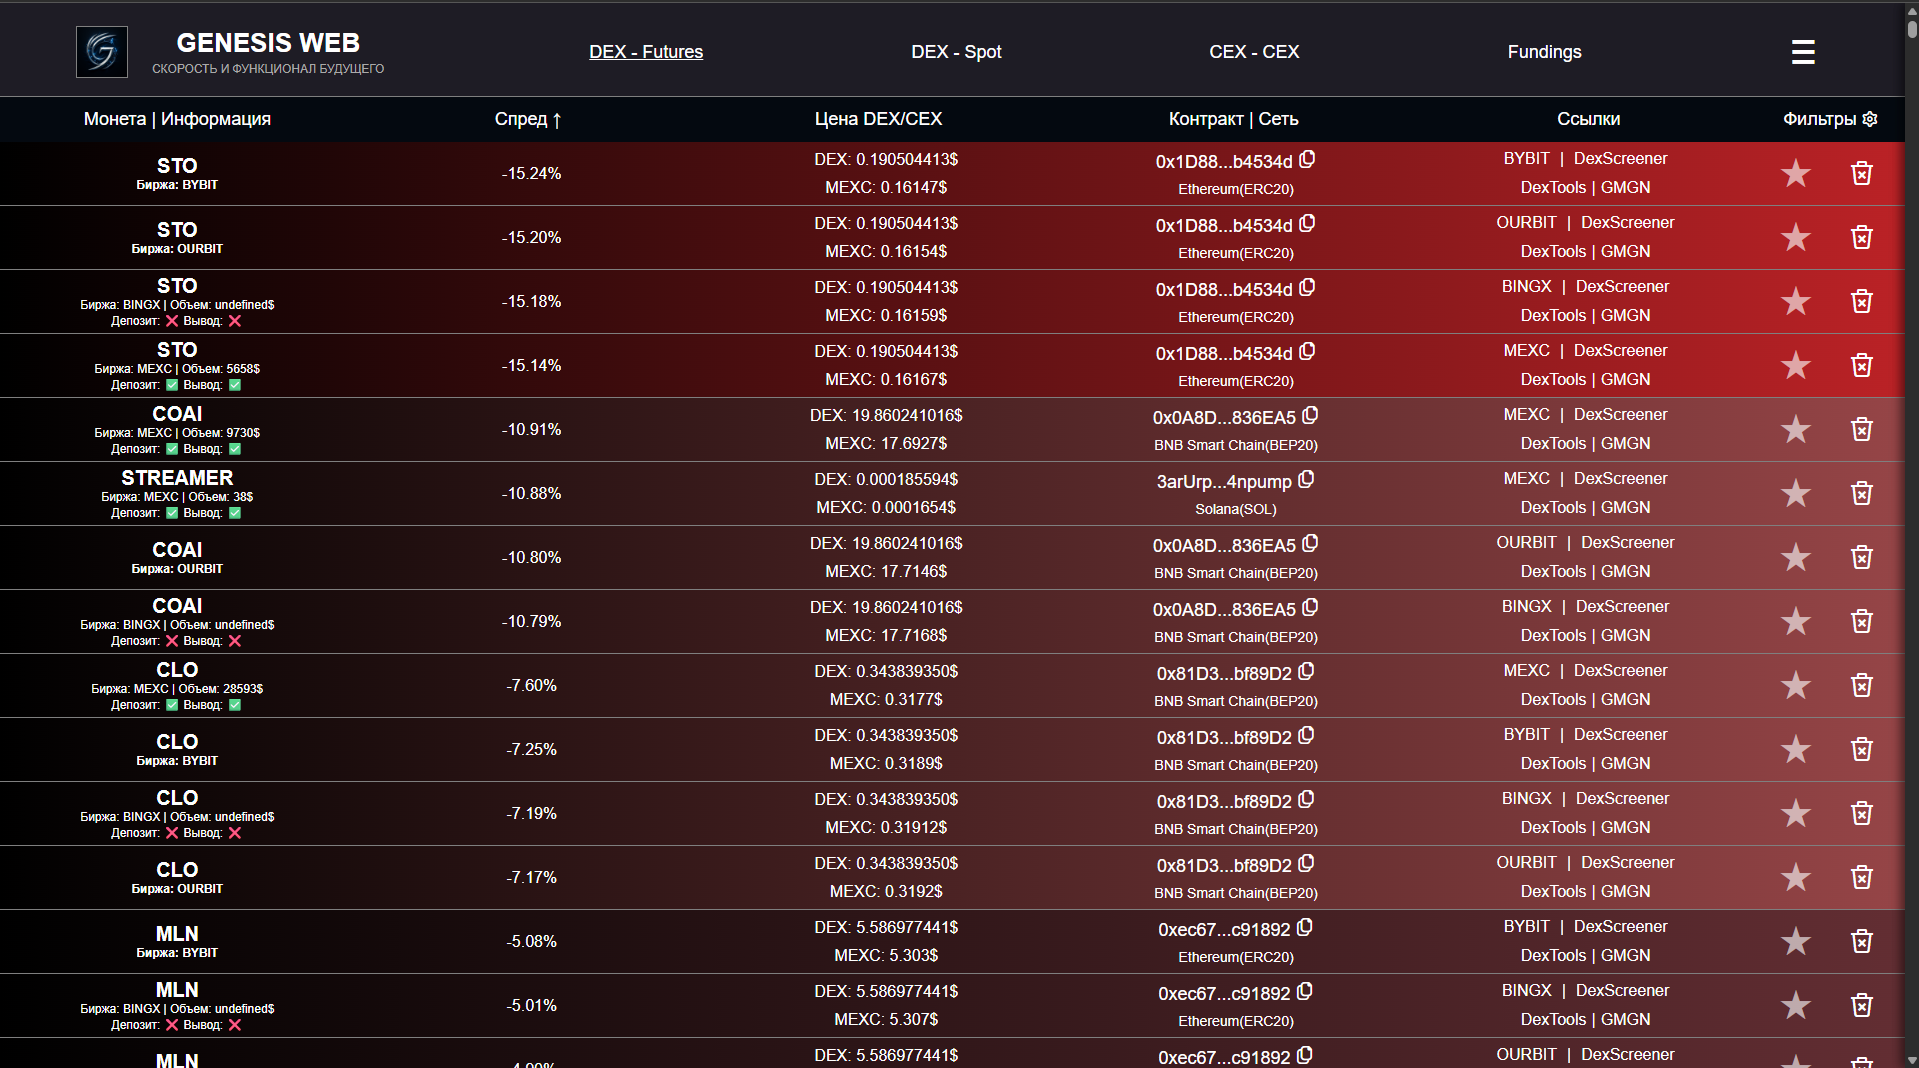 GENESIS WEB
СКОРОСТЬ И ФУНКЦИОНАЛ БУДУЩЕГО
DEX - Futures
DEX - Spot
CEX - CEX
Fundings
Монета | Информация
Спред ↑
Цена DEX/CEX
Контракт | Сеть
Ссылки
Фильтры
STO
Биржа: BYBIT
-15.24%
DEX: 0.190504413$
MEXC: 0.16147$
0x1D88...b4534d
Ethereum(ERC20)
BYBIT | DexScreener
DexTools | GMGN
STO
Биржа: OURBIT
-15.20%
DEX: 0.190504413$
MEXC: 0.16154$
0x1D88...b4534d
Ethereum(ERC20)
OURBIT | DexScreener
DexTools | GMGN
STO
Биржа: BINGX | Объем: undefined$
Депозит: ❌ Вывод: ❌
-15.18%
DEX: 0.190504413$
MEXC: 0.16159$
0x1D88...b4534d
Ethereum(ERC20)
BINGX | DexScreener
DexTools | GMGN
STO
Биржа: MEXC | Объем: 5658$
Депозит: ✅ Вывод: ✅
-15.14%
DEX: 0.190504413$
MEXC: 0.16167$
0x1D88...b4534d
Ethereum(ERC20)
MEXC | DexScreener
DexTools | GMGN
COAI
Биржа: MEXC | Объем: 9730$
Депозит: ✅ Вывод: ✅
-10.91%
DEX: 19.860241016$
MEXC: 17.6927$
0x0A8D...836EA5
BNB Smart Chain(BEP20)
MEXC | DexScreener
DexTools | GMGN
STREAMER
Биржа: MEXC | Объем: 38$
Депозит: ✅ Вывод: ✅
-10.88%
DEX: 0.000185594$
MEXC: 0.0001654$
3arUrp...4npump
Solana(SOL)
MEXC | DexScreener
DexTools | GMGN
COAI
Биржа: OURBIT
-10.80%
DEX: 19.860241016$
MEXC: 17.7146$
0x0A8D...836EA5
BNB Smart Chain(BEP20)
OURBIT | DexScreener
DexTools | GMGN
COAI
Биржа: BINGX | Объем: undefined$
Депозит: ❌ Вывод: ❌
-10.79%
DEX: 19.860241016$
MEXC: 17.7168$
0x0A8D...836EA5
BNB Smart Chain(BEP20)
BINGX | DexScreener
DexTools | GMGN
CLO
Биржа: MEXC | Объем: 28593$
Депозит: ✅ Вывод: ✅
-7.60%
DEX: 0.343839350$
MEXC: 0.3177$
0x81D3...bf89D2
BNB Smart Chain(BEP20)
MEXC | DexScreener
DexTools | GMGN
CLO
Биржа: BYBIT
-7.25%
DEX: 0.343839350$
MEXC: 0.3189$
0x81D3...bf89D2
BNB Smart Chain(BEP20)
BYBIT | DexScreener
DexTools | GMGN
CLO
Биржа: BINGX | Объем: undefined$
Депозит: ❌ Вывод: ❌
-7.19%
DEX: 0.343839350$
MEXC: 0.31912$
0x81D3...bf89D2
BNB Smart Chain(BEP20)
BINGX | DexScreener
DexTools | GMGN
CLO
Биржа: OURBIT
-7.17%
DEX: 0.343839350$
MEXC: 0.3192$
0x81D3...bf89D2
BNB Smart Chain(BEP20)
OURBIT | DexScreener
DexTools | GMGN
MLN
Биржа: BYBIT
-5.08%
DEX: 5.586977441$
MEXC: 5.303$
0xec67...c91892
Ethereum(ERC20)
BYBIT | DexScreener
DexTools | GMGN
MLN
Биржа: BINGX | Объем: undefined$
Депозит: ❌ Вывод: ❌
-5.01%
DEX: 5.586977441$
MEXC: 5.307$
0xec67...c91892
Ethereum(ERC20)
BINGX | DexScreener
DexTools | GMGN
MLN
DEX: 5.586977441$
0xec67...c91892
OURBIT | DexScreener